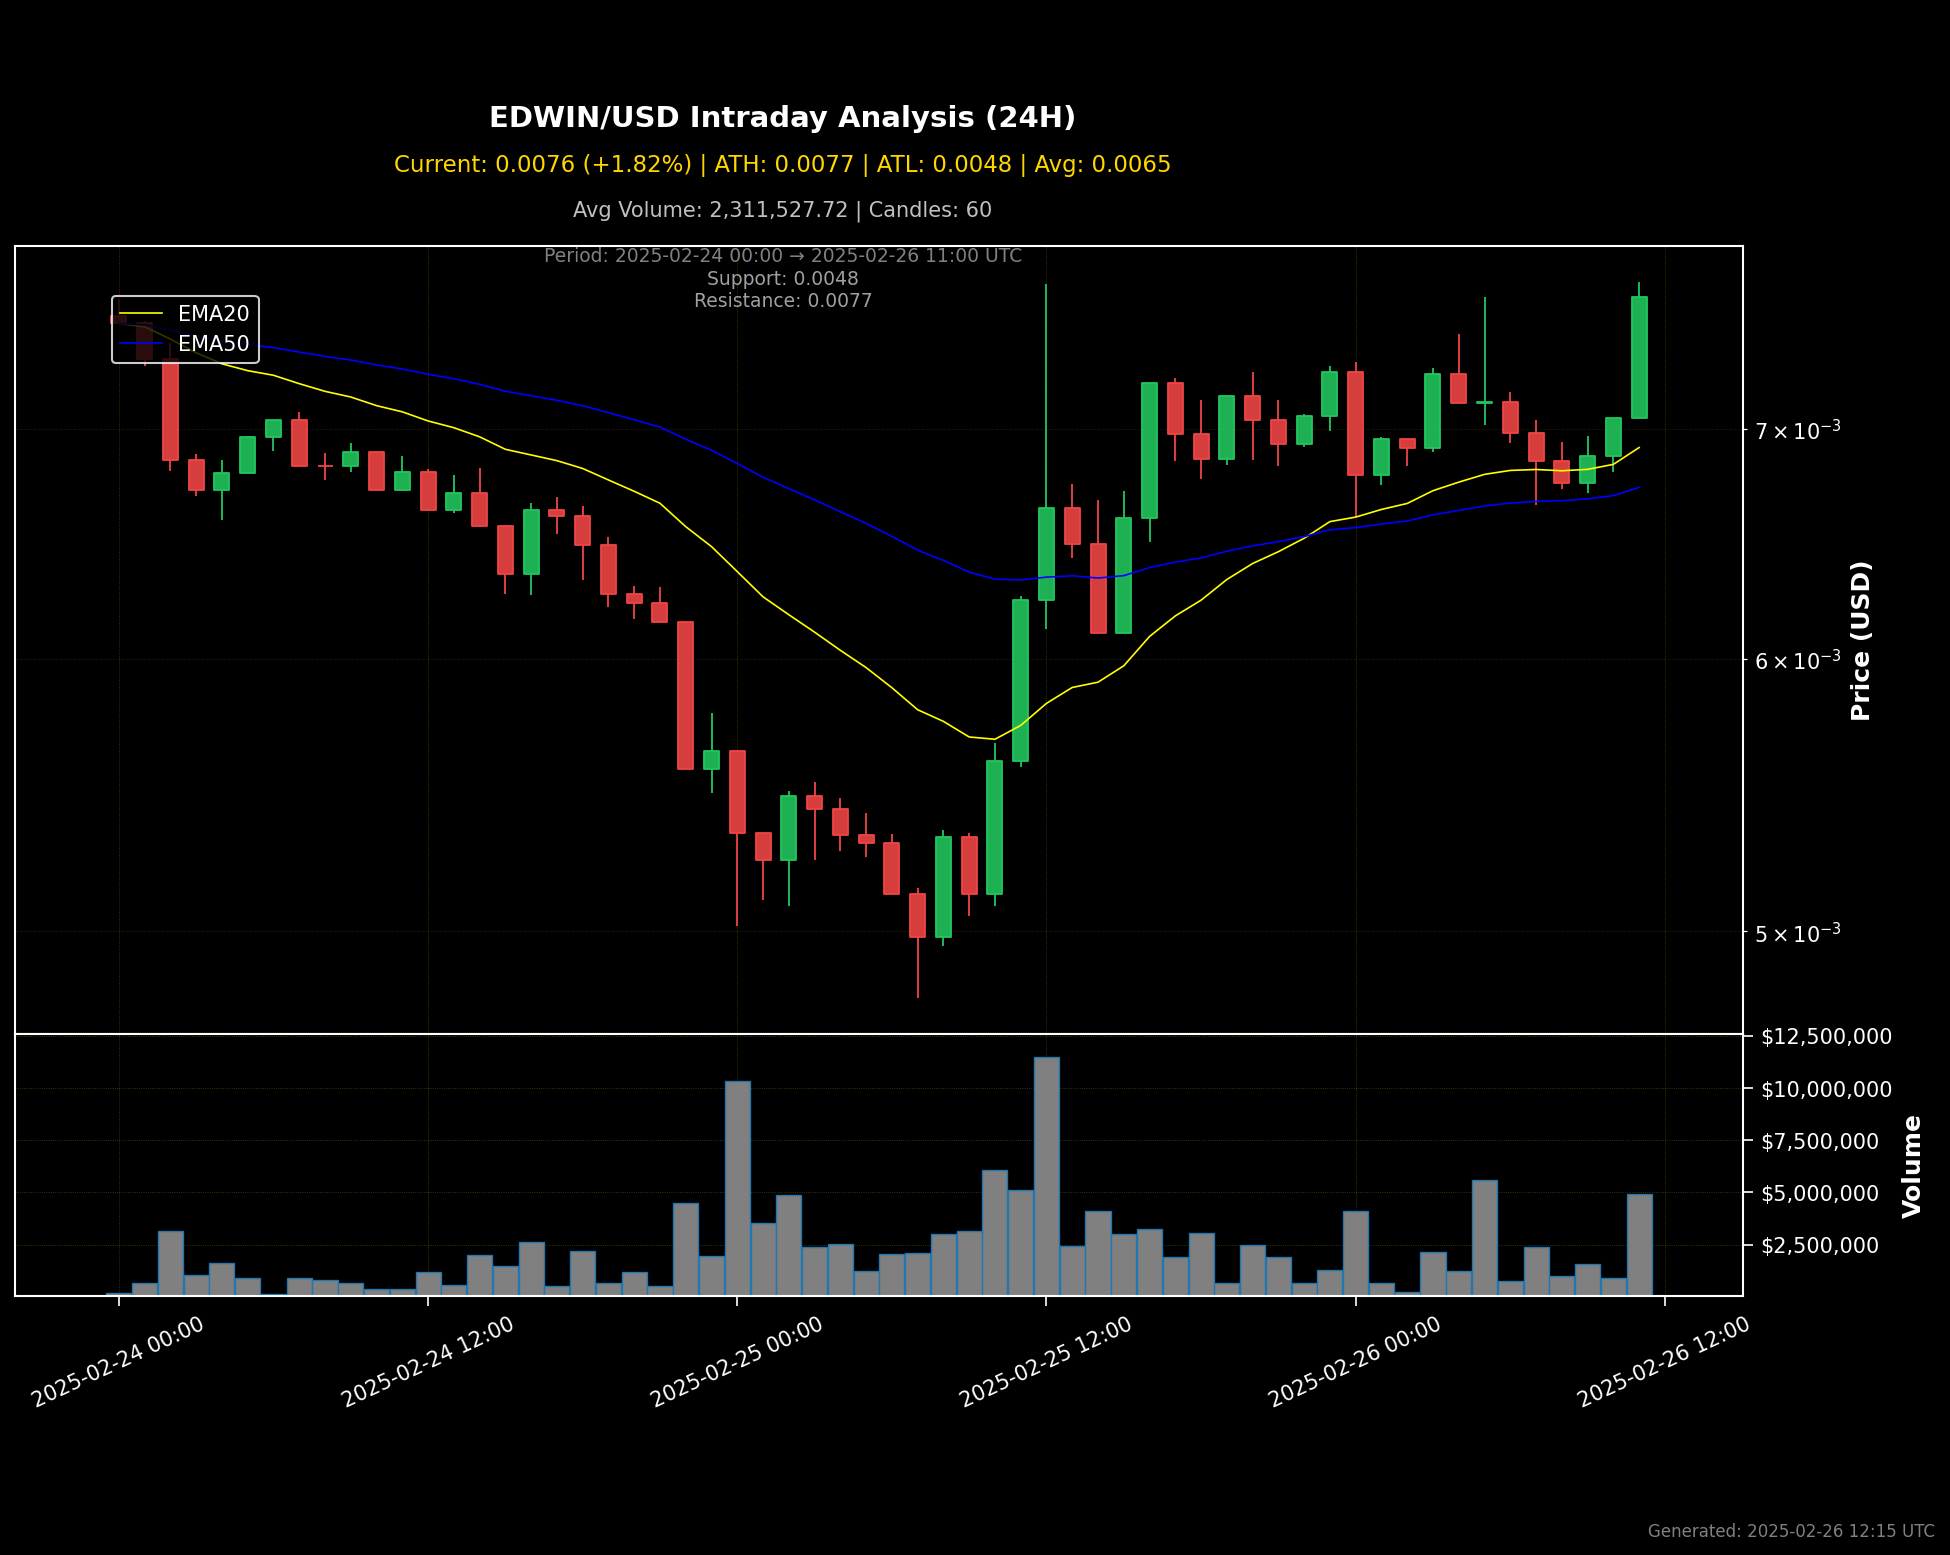 EDWIN/USD Intraday Analysis (24H)
Current: 0.0076 (+1.82%) | ATH: 0.0077 | ATL: 0.0048 | Avg: 0.0065
Avg Volume: 2,311,527.72 | Candles: 60
Period: 2025-02-24 00:00 → 2025-02-26 11:00 UTC
Support: 0.0048
Resistance: 0.0077
EMA20
EMA50
7 × 10⁻³
6 × 10⁻³
5 × 10⁻³
Price (USD)
$12,500,000
$10,000,000
$7,500,000
$5,000,000
$2,500,000
Volume
2025-02-24 00:00
2025-02-24 12:00
2025-02-25 00:00
2025-02-25 12:00
2025-02-26 00:00
2025-02-26 12:00
Generated: 2025-02-26 12:15 UTC